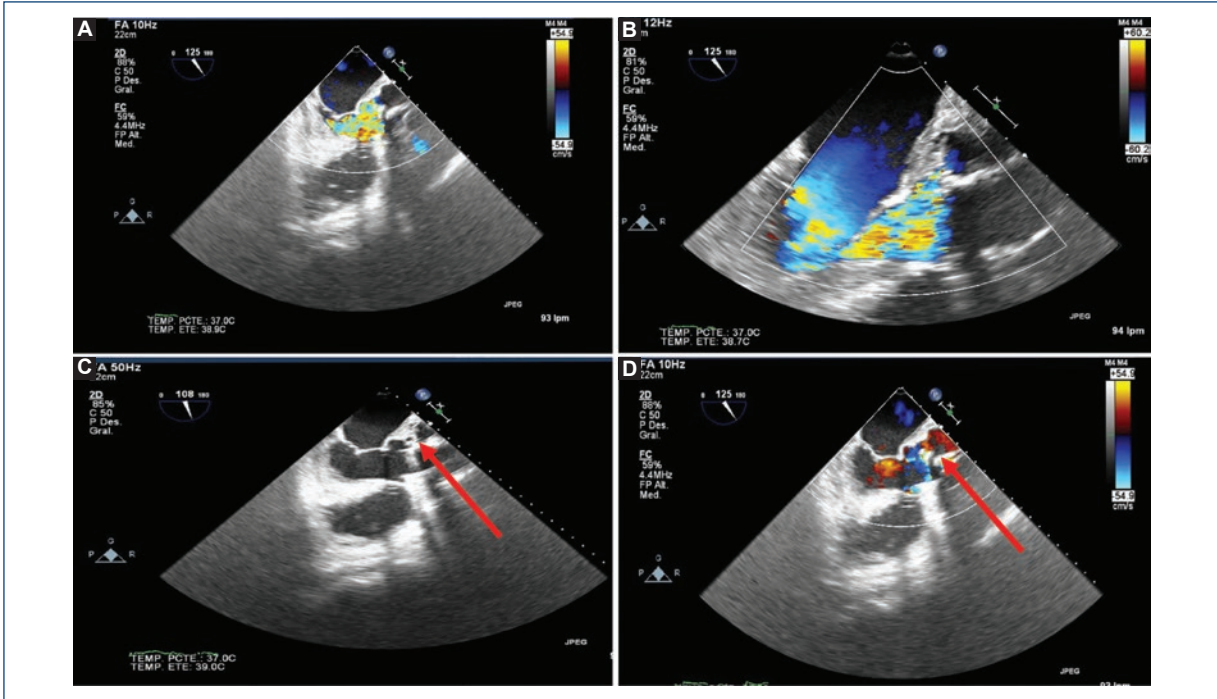 A
FA 10Hz
22cm
2D
88%
C 50
P Des.
Gral.
FC
59%
4.4MHz
FP Alt.
Med.
0 125 180
M4 M4
+54.9
-54.9
cm/s
P G R
JPEG
TEMP. PCTE.: 37.0C
TEMP. ETE: 38.9C
93 lpm
B
12Hz
2D
81%
C 50
P Des.
Gral.
FC
59%
4.4MHz
FP Alt.
Med.
0 125 180
M4 M4
+60.2
-60.2
cm/s
P G R
JPEG
TEMP. PCTE.: 37.0C
TEMP. ETE: 38.7C
94 lpm
C
FA 50Hz
22cm
2D
85%
C 50
P Des.
Gral.
0 108 180
P G R
JPEG
TEMP. PCTE.: 37.0C
TEMP. ETE: 39.0C
D
FA 10Hz
22cm
2D
88%
C 50
P Des.
Gral.
FC
59%
4.4MHz
FP Alt.
Med.
0 125 180
M4 M4
+54.9
-54.9
cm/s
P G R
JPEG